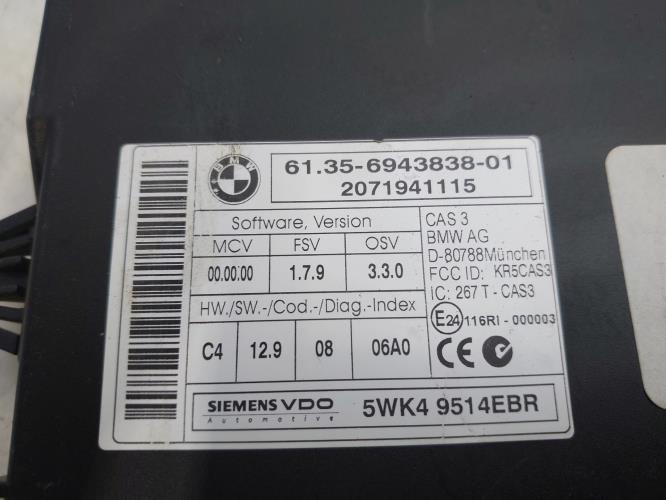 BMW
61.35-6943838-01
2071941115
Software, Version
MCV FSV OSV
00.00.00 1.7.9 3.3.0
HW./SW.-/Cod.-/Diag.-Index
C4 12.9 08 06A0
CAS 3
BMW AG
D-80788München
FCC ID: KR5CAS3
IC: 267 T - CAS3
E24 116RI - 000003
CE
SIEMENS VDO
Automotive
5WK4 9514EBR